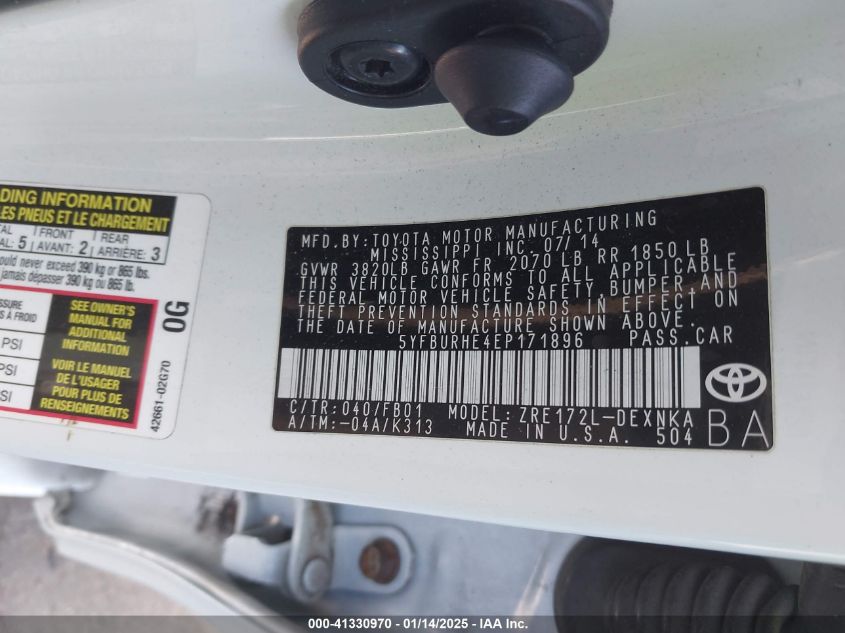 DING INFORMATION
LES PNEUS ET LE CHARGEMENT
FRONT REAR
AL: 5 AVANT: 2 ARRIÈRE: 3
ould never exceed 390 kg or 865 lbs.
jamais dépasser 390 kg ou 865 lb.
À FROID
PSI
PSI
PSI
SEE OWNER'S
MANUAL FOR
ADDITIONAL
INFORMATION
VOIR LE MANUEL
DE L'USAGER
POUR PLUS DE
RENSEIGNEMENTS
0G
42661-02G70
MFD.BY:TOYOTA MOTOR MANUFACTURING
MISSISSIPPI INC. 07/14
GVWR 3820LB GAWR FR 2070 LB RR 1850 LB
THIS VEHICLE CONFORMS TO ALL APPLICABLE
FEDERAL MOTOR VEHICLE SAFETY, BUMPER AND
THEFT PREVENTION STANDARDS IN EFFECT ON
THE DATE OF MANUFACTURE SHOWN ABOVE.
5YFBURHE4EP171896 PASS.CAR
C/TR: 040/FB01 MODEL: ZRE172L-DEXNKA
A/TM:-04A/K313 MADE IN U.S.A. 504
BA
000-41330970 - 01/14/2025 - IAA Inc.